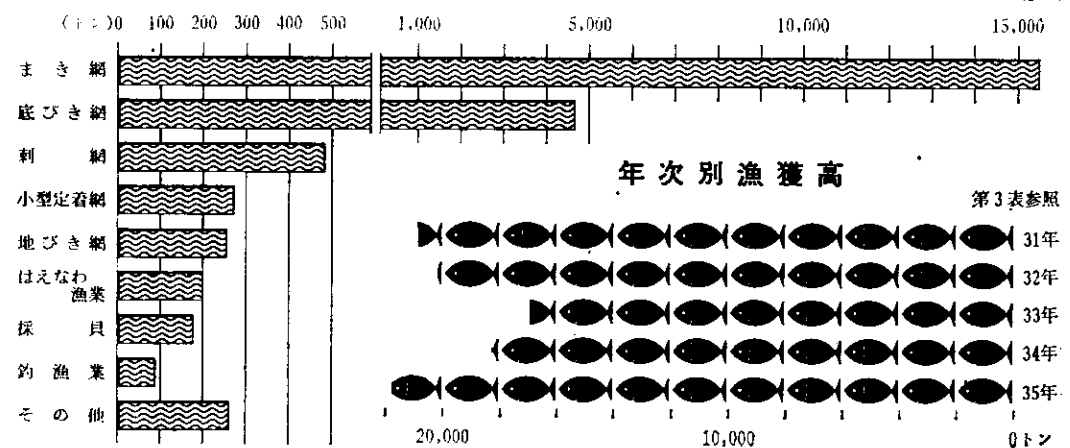 (トン) 0 100 200 300 400 500 1,000 5,000 10,000 15,000
まき網
底びき網
刺網
小型定着網
地びき網
はえなわ
漁業
採貝
釣漁業
その他
年次別漁獲高
第3表参照
31年
32年
33年
34年
35年
20,000 10,000 0トン